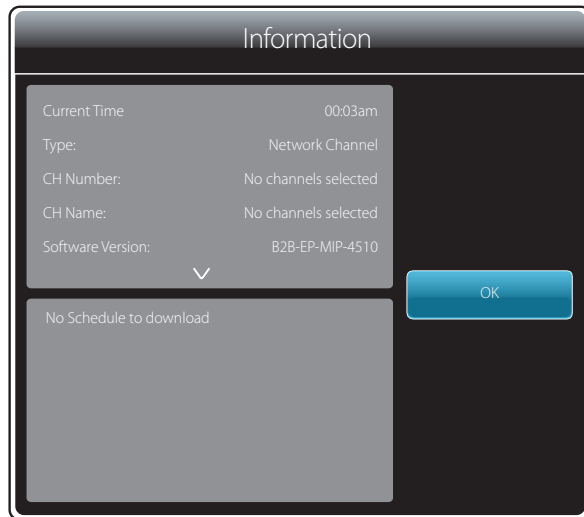 Information
Current Time 00:03am
Type: Network Channel
CH Number: No channels selected
CH Name: No channels selected
Software Version: B2B-EP-MIP-4510
No Schedule to download
OK